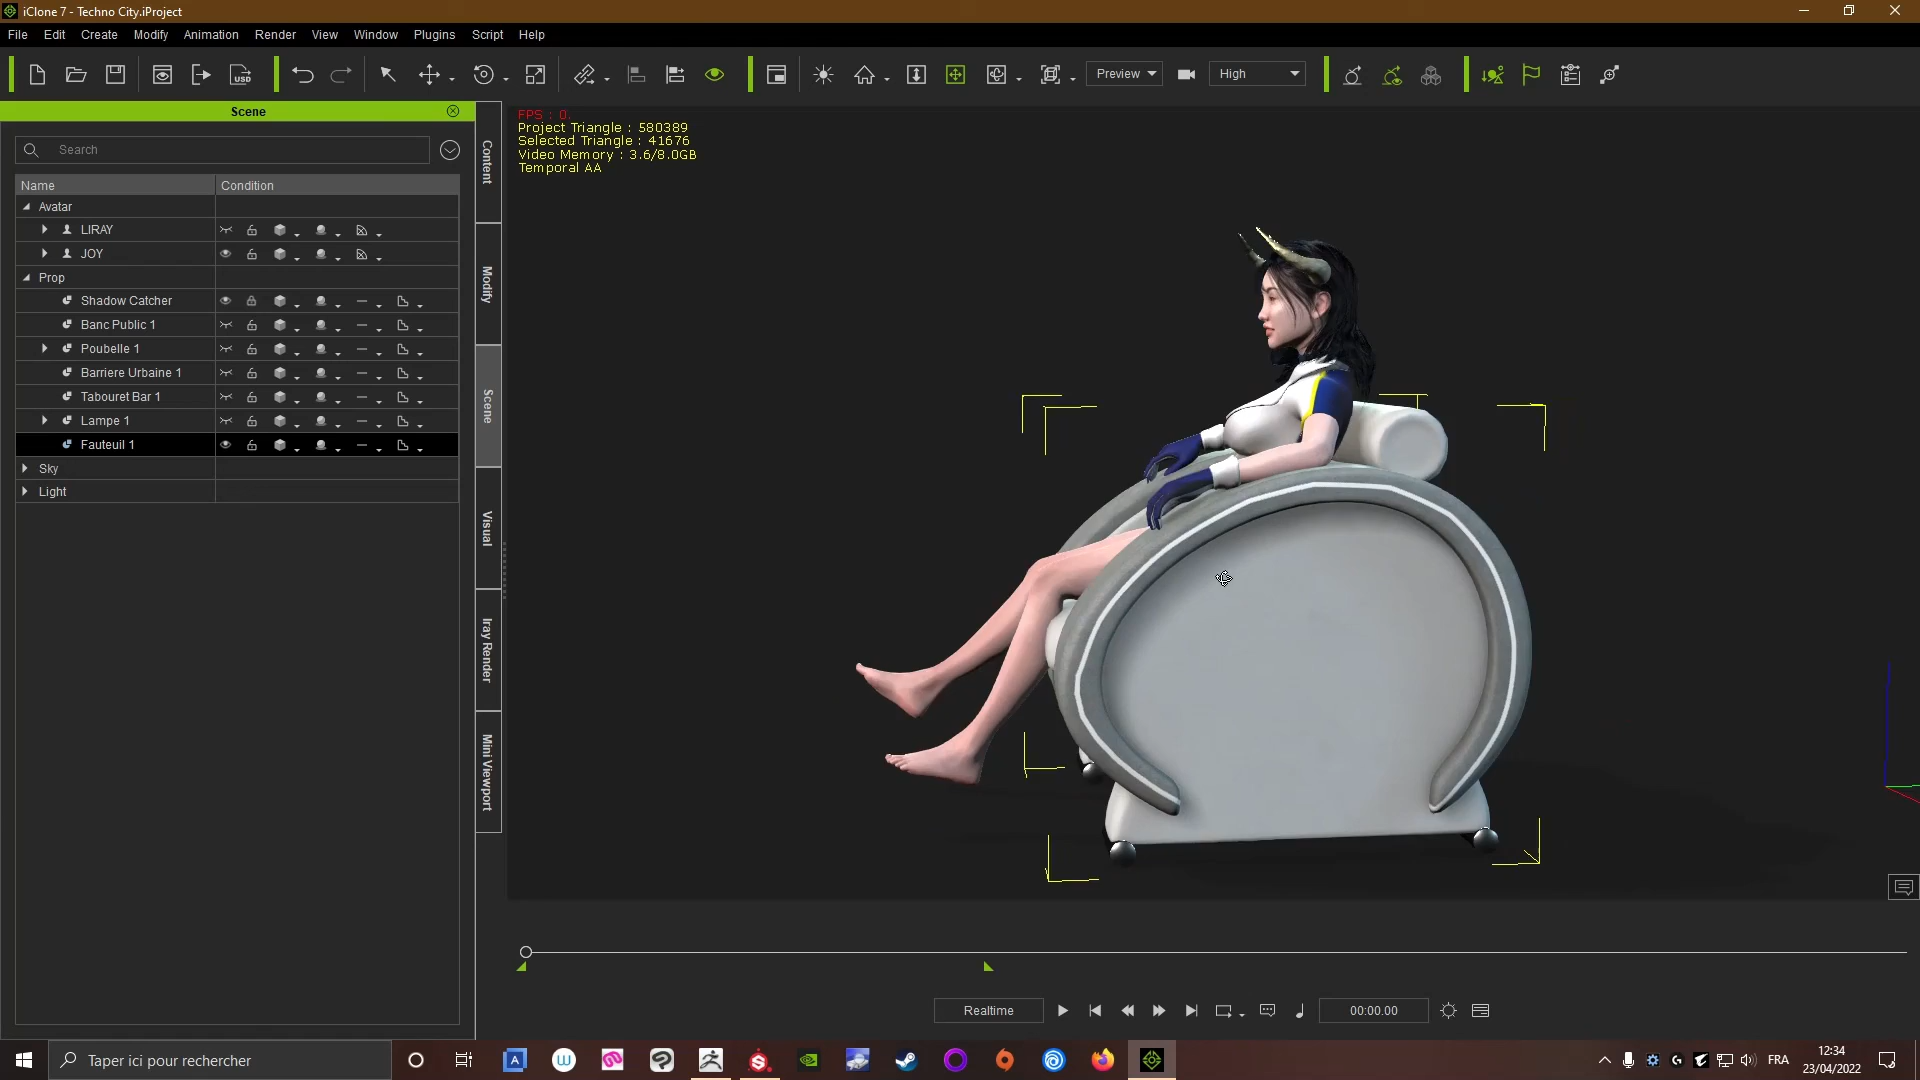 iClone 7 - Techno City.iProject
File Edit Create Modify Animation Render View Window Plugins Script Help
USD
Preview
High
Scene
Search
Name Condition
Avatar
LIRAY
JOY
Prop
Shadow Catcher
Banc Public 1
Poubelle 1
Barriere Urbaine 1
Tabouret Bar 1
Lampe 1
Fauteuil 1
Sky
Light
Content
Modify
Scene
Visual
Iray Render
Mini Viewport
FPS : 0.
Project Triangle : 580389
Selected Triangle : 41676
Video Memory : 3.6/8.0GB
Temporal AA
Realtime
00:00.00
Taper ici pour rechercher
FRA
12:34
23/04/2022